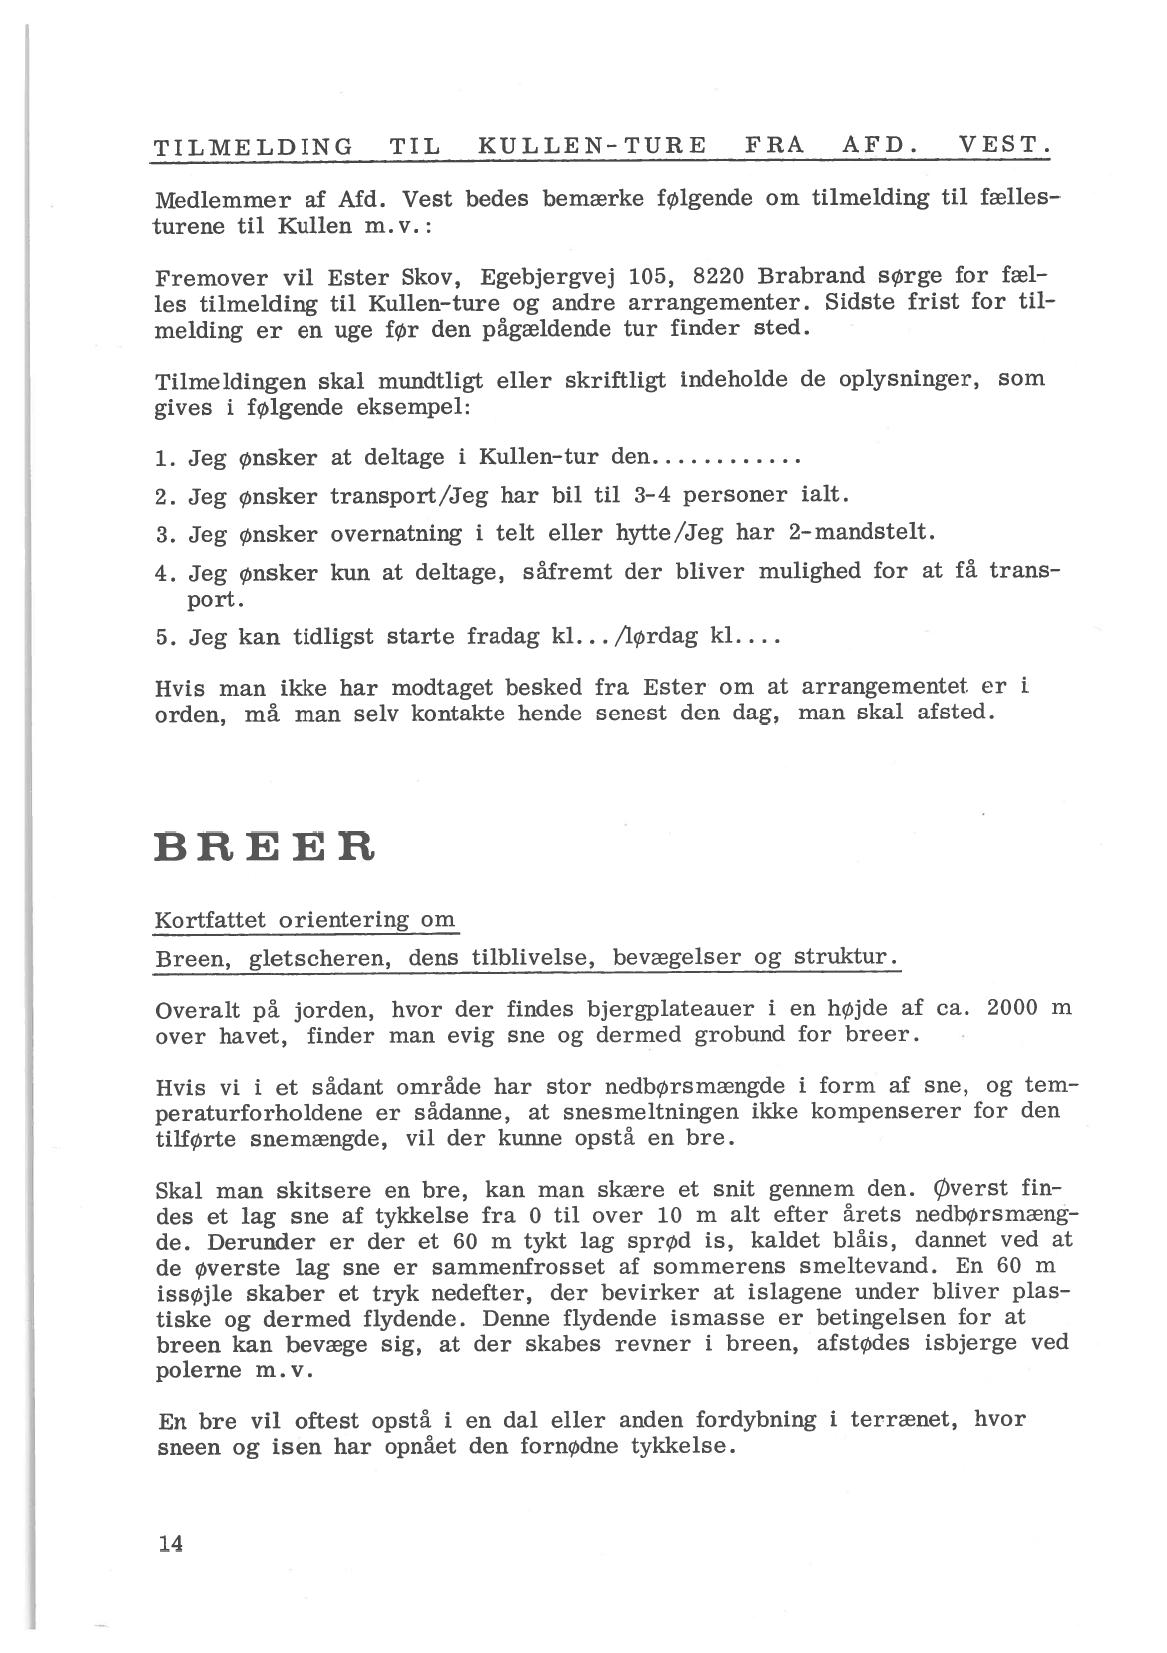 TILMELDING TIL KULLEN-TURE FRA AFD. VEST.
Medlemmer af Afd. Vest bedes bemærke følgende om tilmelding til fælles-
turene til Kullen m.v.:
Fremover vil Ester Skov, Egebjergvej 105, 8220 Brabrand sørge for fæl-
les tilmelding til Kullen-ture og andre arrangementer. Sidste frist for til-
melding er en uge før den pågældende tur finder sted.
Tilmeldingen skal mundtligt eller skriftligt indeholde de oplysninger, som
gives i følgende eksempel:
1. Jeg ønsker at deltage i Kullen-tur den............
2. Jeg ønsker transport/Jeg har bil til 3-4 personer ialt.
3. Jeg ønsker overnatning i telt eller hytte/Jeg har 2-mandstelt.
4. Jeg ønsker kun at deltage, såfremt der bliver mulighed for at få trans-
port.
5. Jeg kan tidligst starte fradag kl.../lørdag kl....
Hvis man ikke har modtaget besked fra Ester om at arrangementet er i
orden, må man selv kontakte hende senest den dag, man skal afsted.
BREER
Kortfattet orientering om
Breen, gletscheren, dens tilblivelse, bevægelser og struktur.
Overalt på jorden, hvor der findes bjergplateauer i en højde af ca. 2000 m
over havet, finder man evig sne og dermed grobund for breer.
Hvis vi i et sådant område har stor nedbørsmængde i form af sne, og tem-
peraturforholdene er sådanne, at snesmeltningen ikke kompenserer for den
tilførte snemængde, vil der kunne opstå en bre.
Skal man skitsere en bre, kan man skære et snit gennem den. Øverst fin-
des et lag sne af tykkelse fra 0 til over 10 m alt efter årets nedbørsmæng-
de. Derunder er der et 60 m tykt lag sprød is, kaldet blåis, dannet ved at
de øverste lag sne er sammenfrosset af sommerens smeltevand. En 60 m
issøjle skaber et tryk nedefter, der bevirker at islagene under bliver plas-
tiske og dermed flydende. Denne flydende ismasse er betingelsen for at
breen kan bevæge sig, at der skabes revner i breen, afstødes isbjerge ved
polerne m.v.
En bre vil oftest opstå i en dal eller anden fordybning i terrænet, hvor
sneen og isen har opnået den fornødne tykkelse.
14